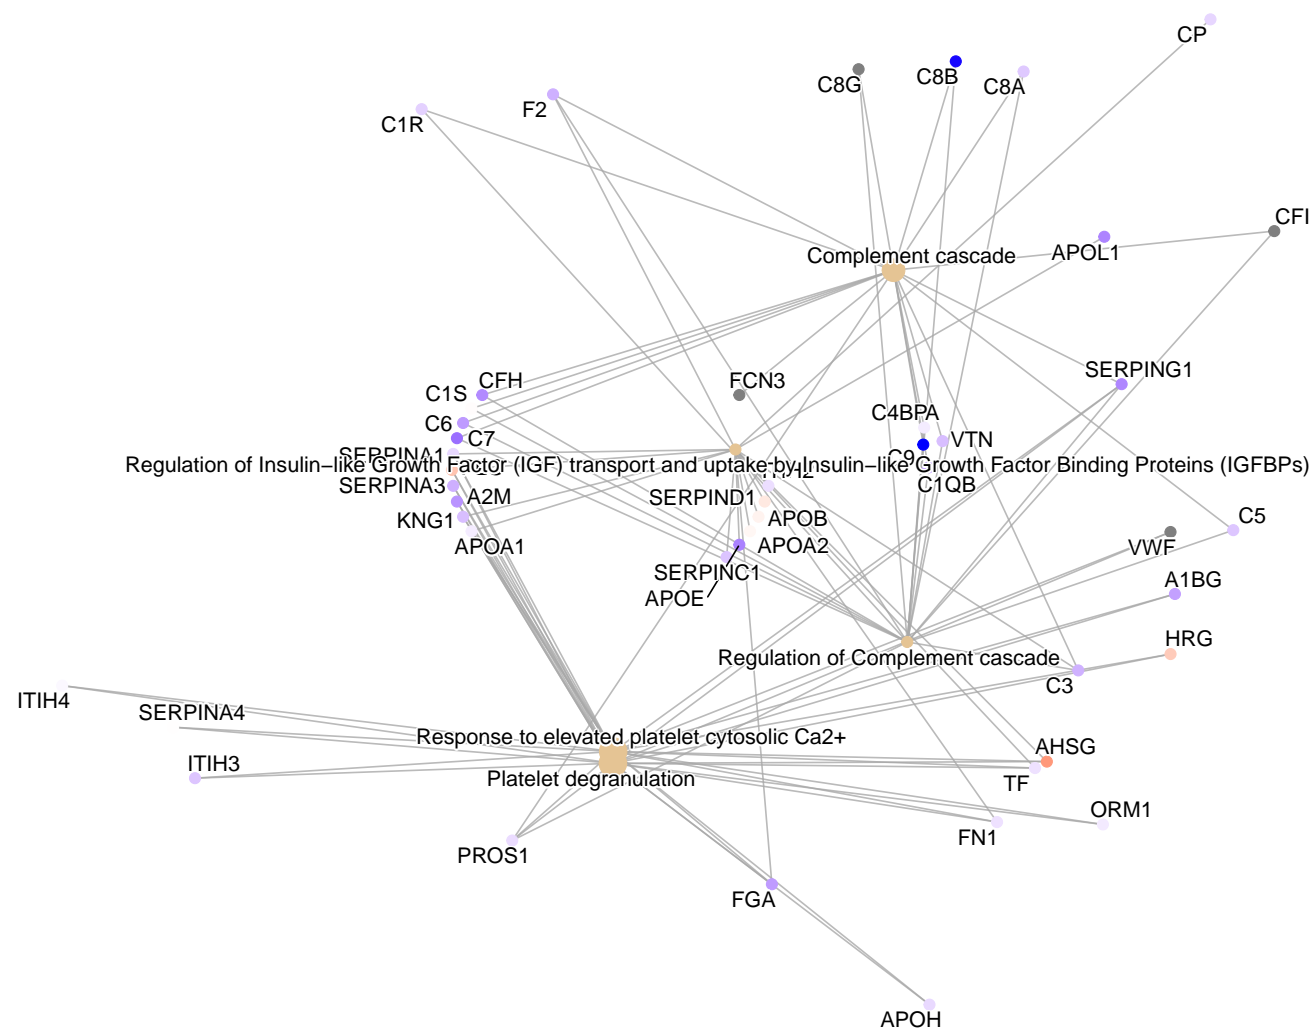 CP
C8G
C8B
C8A
F2
C1R
CFI
APOL1
Complement cascade
SERPING1
FCN3
CFH
C1S
C4BPA
C6
C7
VTN
SERPINA1
C9
Regulation of Insulin−like Growth Factor (IGF) transport and uptake by Insulin−like Growth Factor Binding Proteins (IGFBPs)
SERPINA3
A2M
SERPIND1
C1QB
KNG1
APOB
C5
APOA1
APOA2
VWF
SERPINC1
A1BG
APOE
HRG
Regulation of Complement cascade
C3
ITIH4
SERPINA4
Response to elevated platelet cytosolic Ca2+
AHSG
ITIH3
Platelet degranulation
TF
ORM1
FN1
PROS1
FGA
APOH